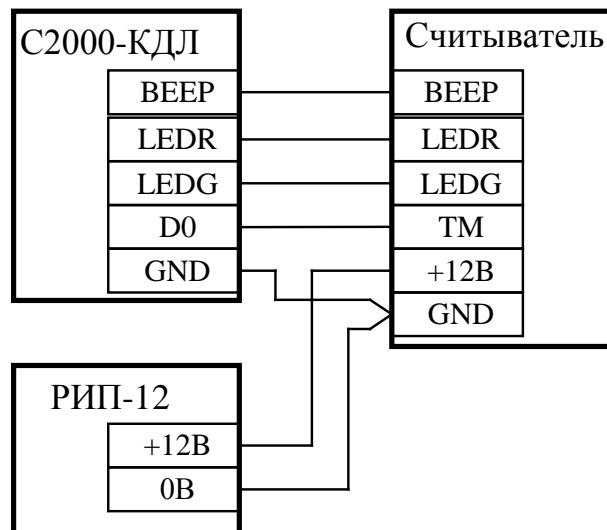 С2000-КДЛ
BEEP
LEDR
LEDG
D0
GND
Считыватель
BEEP
LEDR
LEDG
TM
+12В
GND
РИП-12
+12В
0В